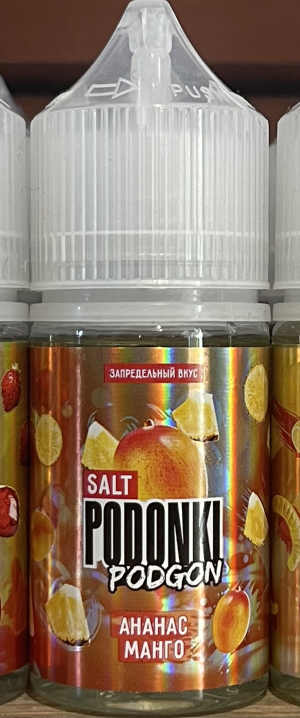 PUSH
ЗАПРЕДЕЛЬНЫЙ ВКУС
SALT
PODONKI
PODGON
АНАНАС
МАНГО